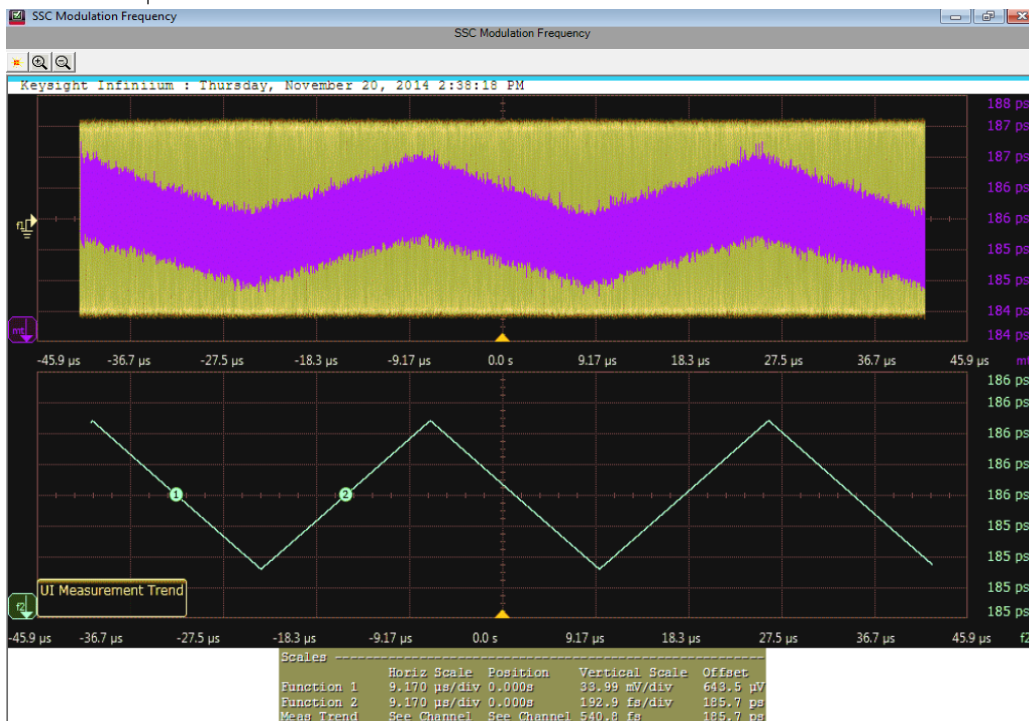 SSC Modulation Frequency
SSC Modulation Frequency
Keysight Infiniium : Thursday, November 20, 2014 2:38:18 PM
188 ps
187 ps
187 ps
186 ps
186 ps
185 ps
185 ps
184 ps
184 ps
f1
mt
-45.9 µs -36.7 µs -27.5 µs -18.3 µs -9.17 µs 0.0 s 9.17 µs 18.3 µs 27.5 µs 36.7 µs 45.9 µs mt
186 ps
186 ps
186 ps
186 ps
186 ps
185 ps
185 ps
185 ps
185 ps
1 2
UI Measurement Trend
f2
-45.9 µs -36.7 µs -27.5 µs -18.3 µs -9.17 µs 0.0 s 9.17 µs 18.3 µs 27.5 µs 36.7 µs 45.9 µs f2
Scales
Horiz Scale Position Vertical Scale Offset
Function 1 9.170 µs/div 0.000s 33.99 mV/div 643.5 µV
Function 2 9.170 µs/div 0.000s 192.9 fs/div 185.7 ps
Meas Trend See Channel See Channel 540.8 fs 185.7 ps